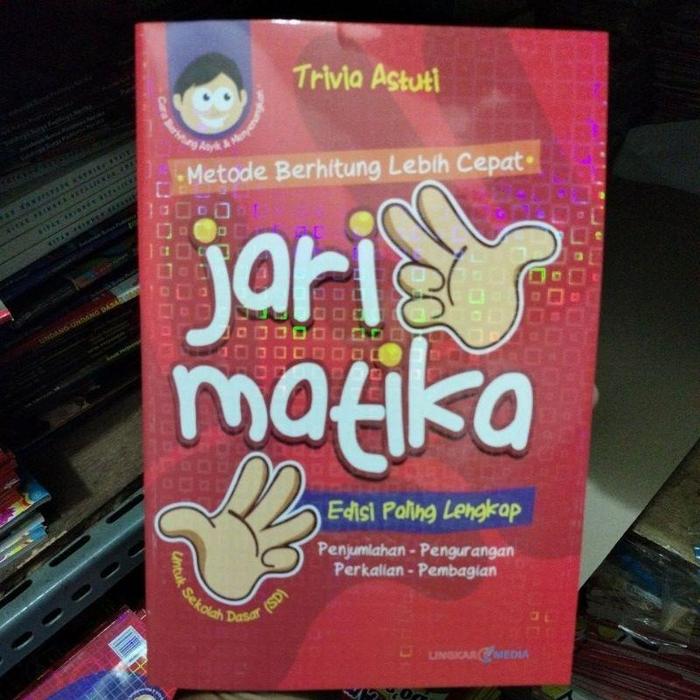 Trivia Astuti
Cara Berhitung Asyik & Menyenangkan
Metode Berhitung Lebih Cepat
jari
matika
Edisi Paling Lengkap
Penjumlahan - Pengurangan
Perkalian - Pembagian
Untuk Sekolah Dasar (SD)
LINGKAR MEDIA